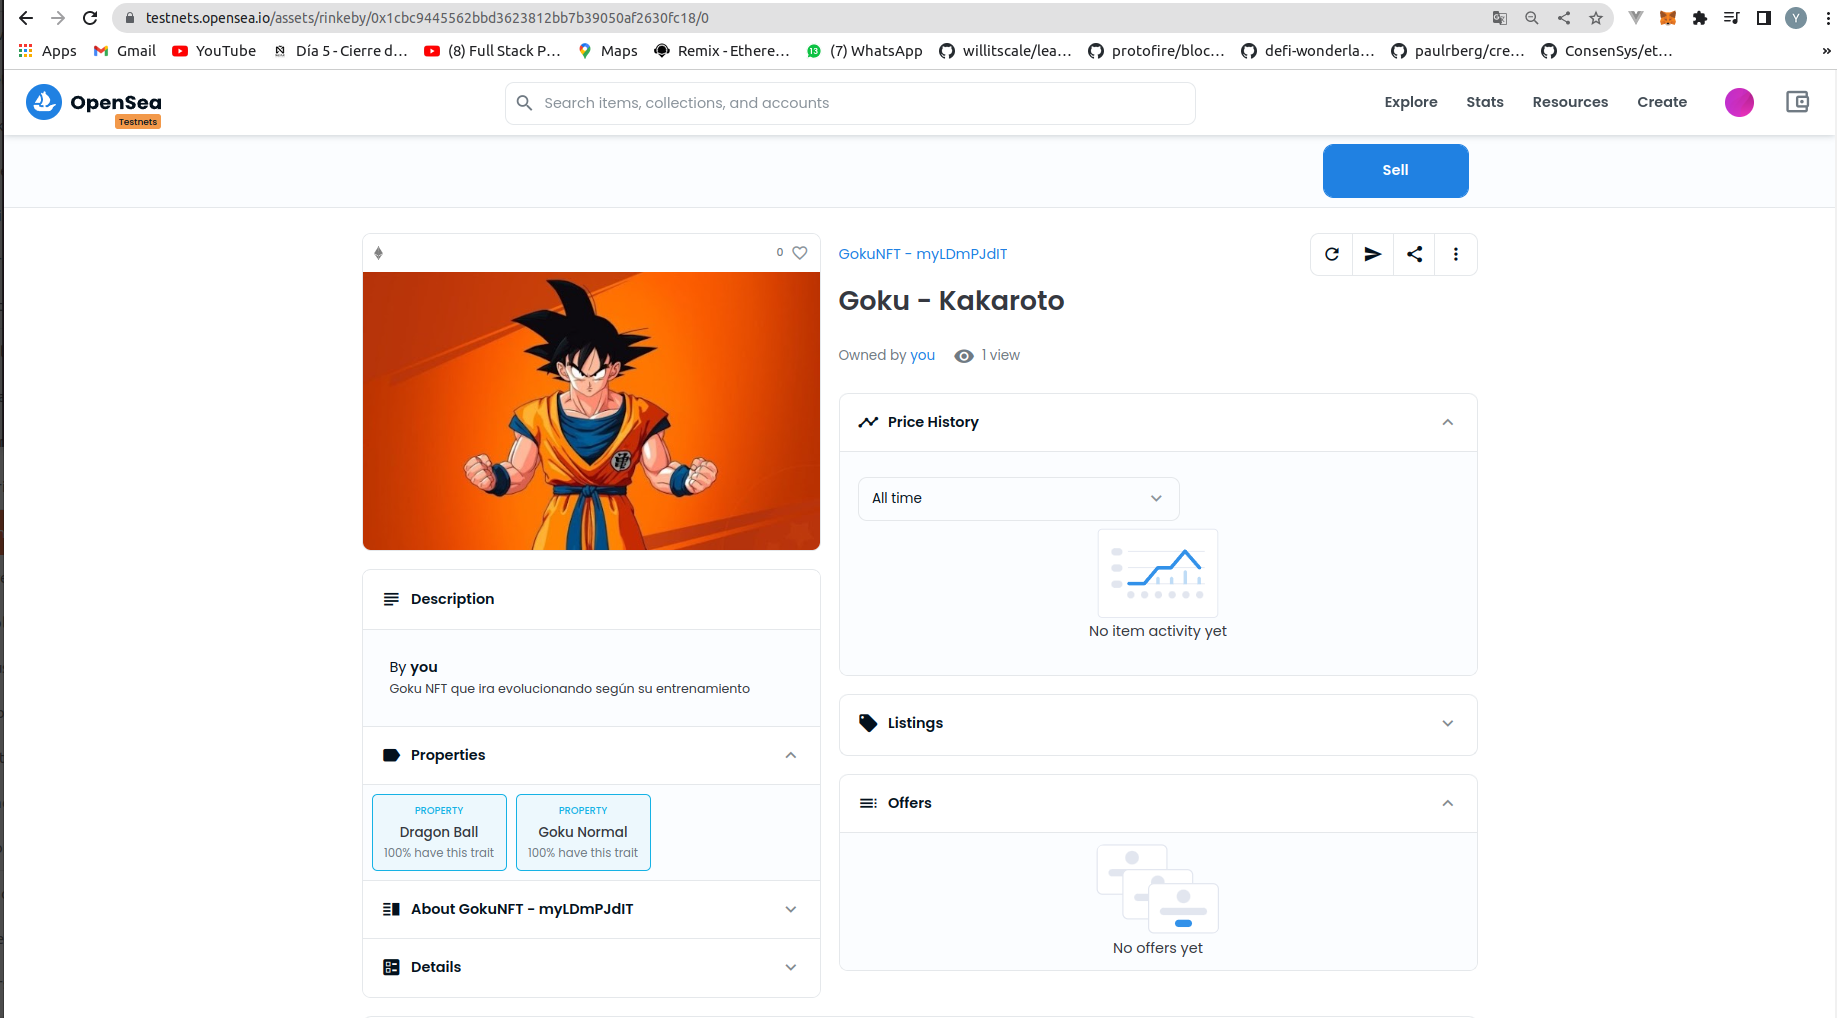 testnets.opensea.io/assets/rinkeby/0x1cbc9445562bbd3623812bb7b39050af2630fc18/0
Y
Apps
Gmail
YouTube
Día 5 - Cierre d...
(8) Full Stack P...
Maps
Remix - Ethere...
13
(7) WhatsApp
willitscale/lea...
protofire/bloc...
defi-wonderla...
paulrberg/cre...
ConsenSys/et...
»
OpenSea
Testnets
Search items, collections, and accounts
Explore
Stats
Resources
Create
Sell
0
GokuNFT - myLDmPJdIT
Goku - Kakaroto
Owned by you
1 view
Price History
All time
No item activity yet
Description
By you
Goku NFT que ira evolucionando según su entrenamiento
Properties
PROPERTY
Dragon Ball
100% have this trait
PROPERTY
Goku Normal
100% have this trait
About GokuNFT - myLDmPJdIT
Details
Listings
Offers
No offers yet